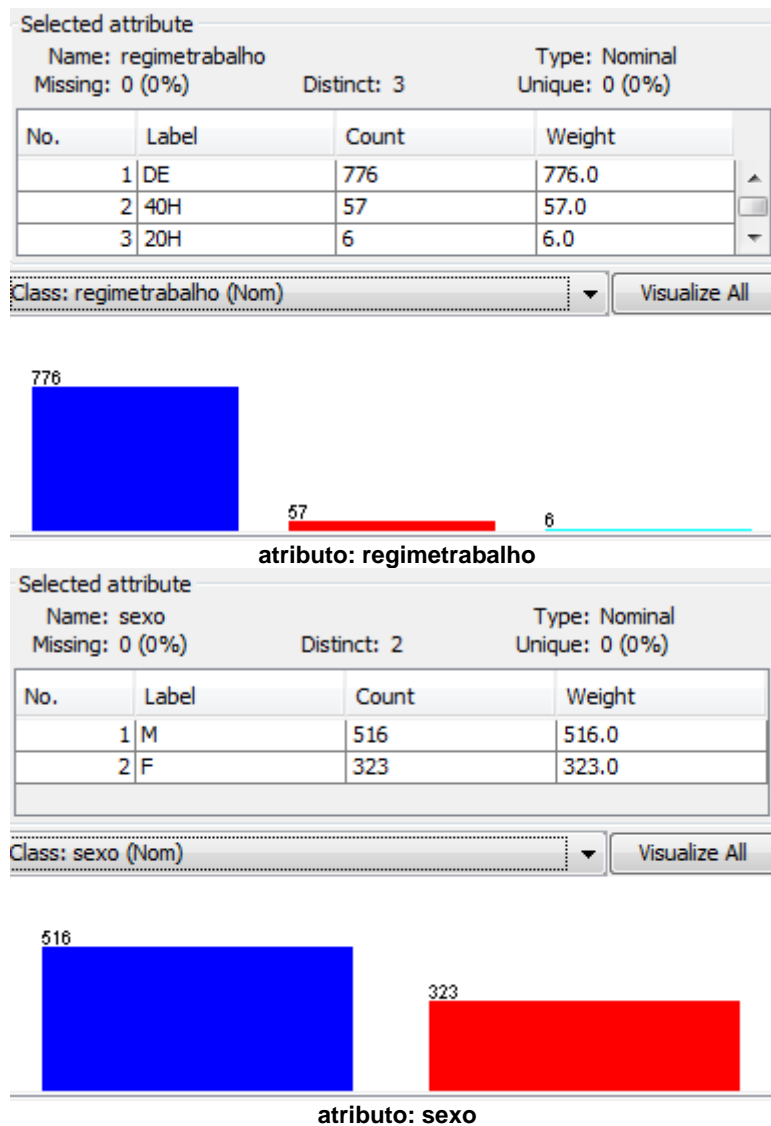 Selected attribute
Name: regimetrabalho Type: Nominal
Missing: 0 (0%) Distinct: 3 Unique: 0 (0%)
No. Label Count Weight
1 DE 776 776.0
2 40H 57 57.0
3 20H 6 6.0
Class: regimetrabalho (Nom) Visualize All
776
57
6
atributo: regimetrabalho
Selected attribute
Name: sexo Type: Nominal
Missing: 0 (0%) Distinct: 2 Unique: 0 (0%)
No. Label Count Weight
1 M 516 516.0
2 F 323 323.0
Class: sexo (Nom) Visualize All
516
323
atributo: sexo